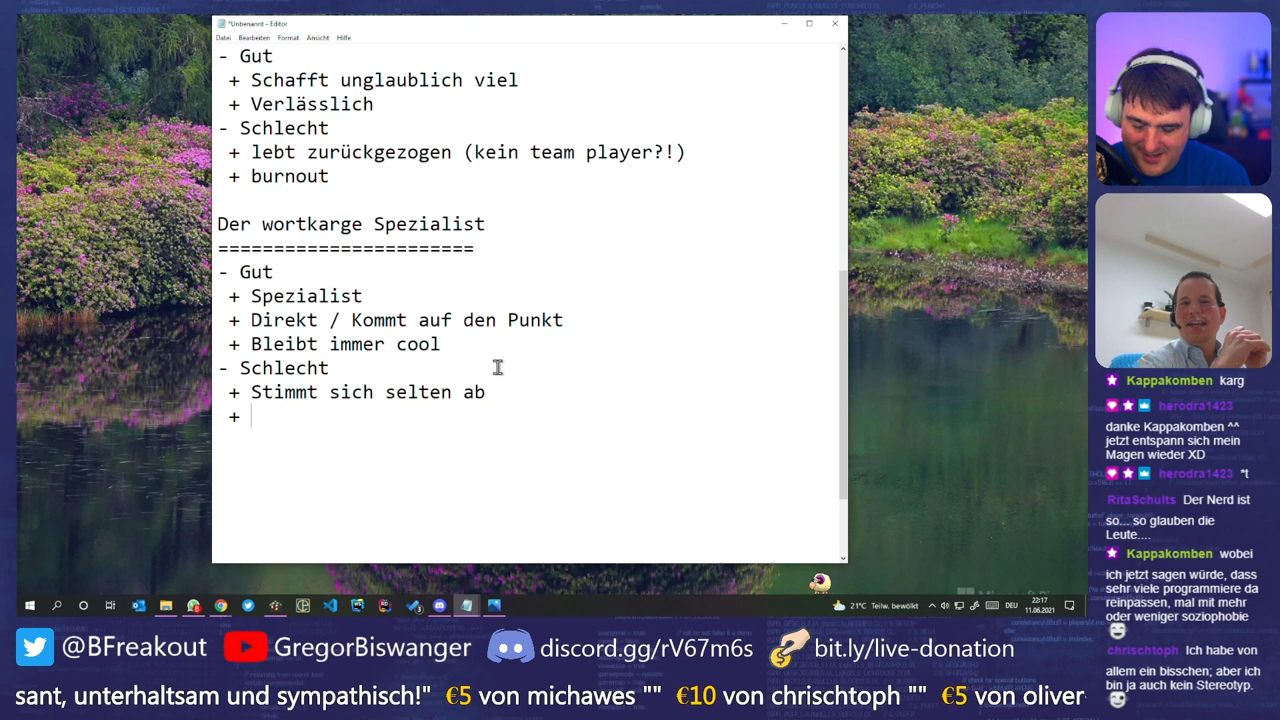 *Unbenannt - Editor
Datei Bearbeiten Format Ansicht Hilfe
- Gut
+ Schafft unglaublich viel
+ Verlässlich
- Schlecht
+ lebt zurückgezogen (kein team player?!)
+ burnout
Der wortkarge Spezialist
=======================
- Gut
+ Spezialist
+ Direkt / Kommt auf den Punkt
+ Bleibt immer cool
- Schlecht
+ Stimmt sich selten ab
+
Kappakomben karg
herodra1423
danke Kappakomben ^^
jetzt entspann sich mein
Magen wieder XD
herodra1423 *t
RitaSchults Der Nerd ist
so... so glauben die
Leute....
Kappakomben wobei
ich jetzt sagen würde, dass
sehr viele programmiere da
reinpassen, mal mit mehr
oder weniger soziophobie
chrischtoph Ich habe von
allem ein bisschen; aber ich
bin ja auch kein Stereotyp.
21°C Teilw. bewölkt
DEU
22:17
11.06.2021
@BFreakout
GregorBiswanger
discord.gg/rV67m6s
bit.ly/live-donation
sant, unterhaltsam und sympathisch!" €5 von michawes "" €10 von chrischtoph "" €5 von oliver